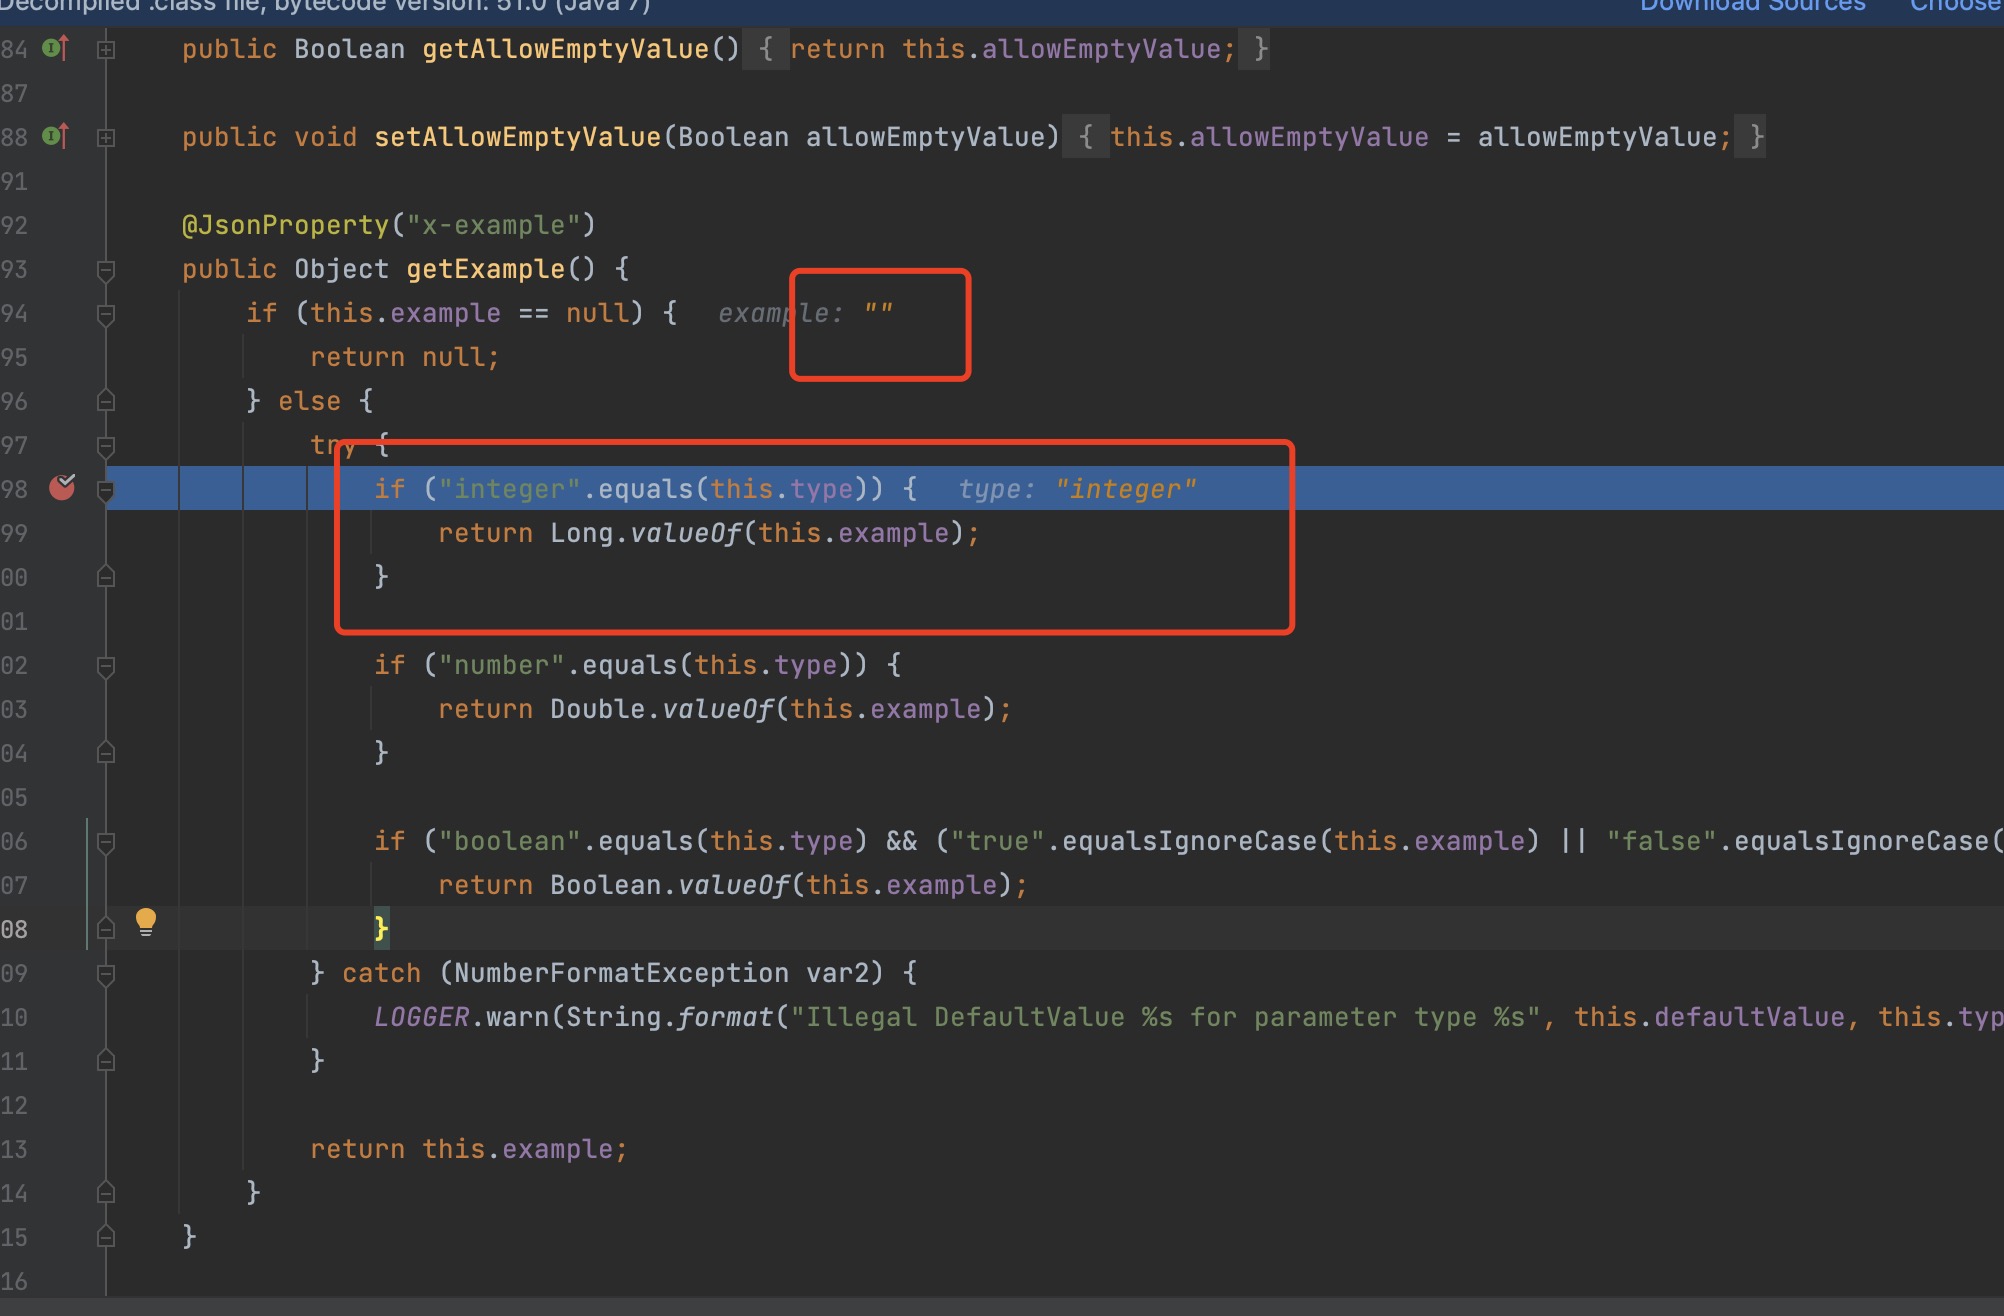 Decompiled .class file, bytecode version: 51.0 (Java 7) Download Sources Choose
84 public Boolean getAllowEmptyValue() { return this.allowEmptyValue; }
87
88 public void setAllowEmptyValue(Boolean allowEmptyValue) { this.allowEmptyValue = allowEmptyValue; }
91
92 @JsonProperty("x-example")
93 public Object getExample() {
94 if (this.example == null) { example: ""
95 return null;
96 } else {
97 try {
98 if ("integer".equals(this.type)) { type: "integer"
99 return Long.valueOf(this.example);
00 }
01
02 if ("number".equals(this.type)) {
03 return Double.valueOf(this.example);
04 }
05
06 if ("boolean".equals(this.type) && ("true".equalsIgnoreCase(this.example) || "false".equalsIgnoreCase(
07 return Boolean.valueOf(this.example);
08 }
09 } catch (NumberFormatException var2) {
10 LOGGER.warn(String.format("Illegal DefaultValue %s for parameter type %s", this.defaultValue, this.typ
11 }
12
13 return this.example;
14 }
15 }
16